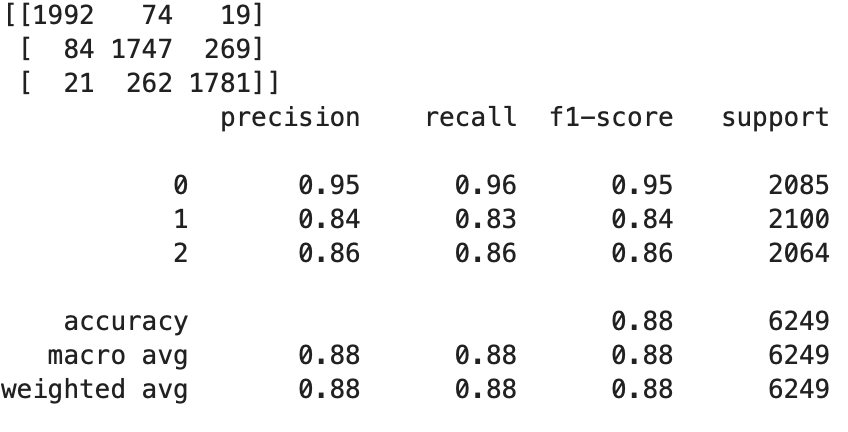 [[1992   74   19]
 [  84 1747  269]
 [  21  262 1781]]
              precision    recall  f1-score   support

           0       0.95      0.96      0.95      2085
           1       0.84      0.83      0.84      2100
           2       0.86      0.86      0.86      2064

    accuracy                           0.88      6249
   macro avg       0.88      0.88      0.88      6249
weighted avg       0.88      0.88      0.88      6249